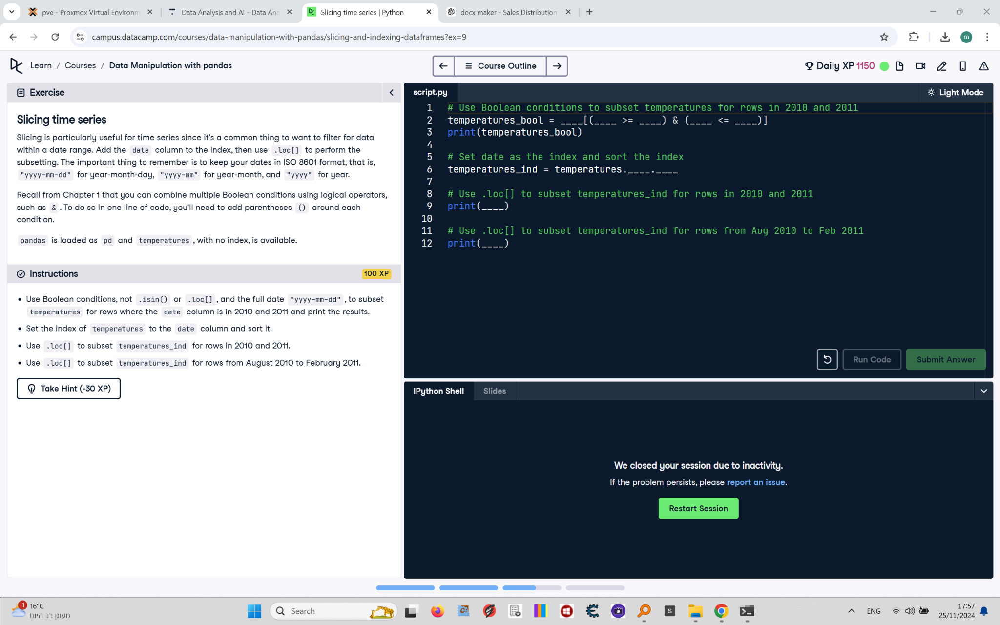 pve - Proxmox Virtual Environm
Data Analysis and AI - Data Ana
Slicing time series | Python
docx maker - Sales Distribution
campus.datacamp.com/courses/data-manipulation-with-pandas/slicing-and-indexing-dataframes?ex=9
m
Learn / Courses / Data Manipulation with pandas
Course Outline
Daily XP 1150
Exercise
Slicing time series
Slicing is particularly useful for time series since it's a common thing to want to filter for data
within a date range. Add the date column to the index, then use .loc[] to perform the
subsetting. The important thing to remember is to keep your dates in ISO 8601 format, that is,
"yyyy-mm-dd" for year-month-day, "yyyy-mm" for year-month, and "yyyy" for year.
Recall from Chapter 1 that you can combine multiple Boolean conditions using logical operators,
such as &. To do so in one line of code, you'll need to add parentheses () around each
condition.
pandas is loaded as pd and temperatures, with no index, is available.
Instructions
100 XP
• Use Boolean conditions, not .isin() or .loc[], and the full date "yyyy-mm-dd", to subset
temperatures for rows where the date column is in 2010 and 2011 and print the results.
• Set the index of temperatures to the date column and sort it.
• Use .loc[] to subset temperatures_ind for rows in 2010 and 2011.
• Use .loc[] to subset temperatures_ind for rows from August 2010 to February 2011.
Take Hint (-30 XP)
script.py
Light Mode
1 # Use Boolean conditions to subset temperatures for rows in 2010 and 2011
2 temperatures_bool = ____[(____ >= ____) & (____ <= ____)]
3 print(temperatures_bool)
4
5 # Set date as the index and sort the index
6 temperatures_ind = temperatures.____.____
7
8 # Use .loc[] to subset temperatures_ind for rows in 2010 and 2011
9 print(____)
10
11 # Use .loc[] to subset temperatures_ind for rows from Aug 2010 to Feb 2011
12 print(____)
Run Code
Submit Answer
IPython Shell
Slides
We closed your session due to inactivity.
If the problem persists, please report an issue.
Restart Session
1
16°C
מעונן רב היום
Search
S
ENG
17:57
25/11/2024